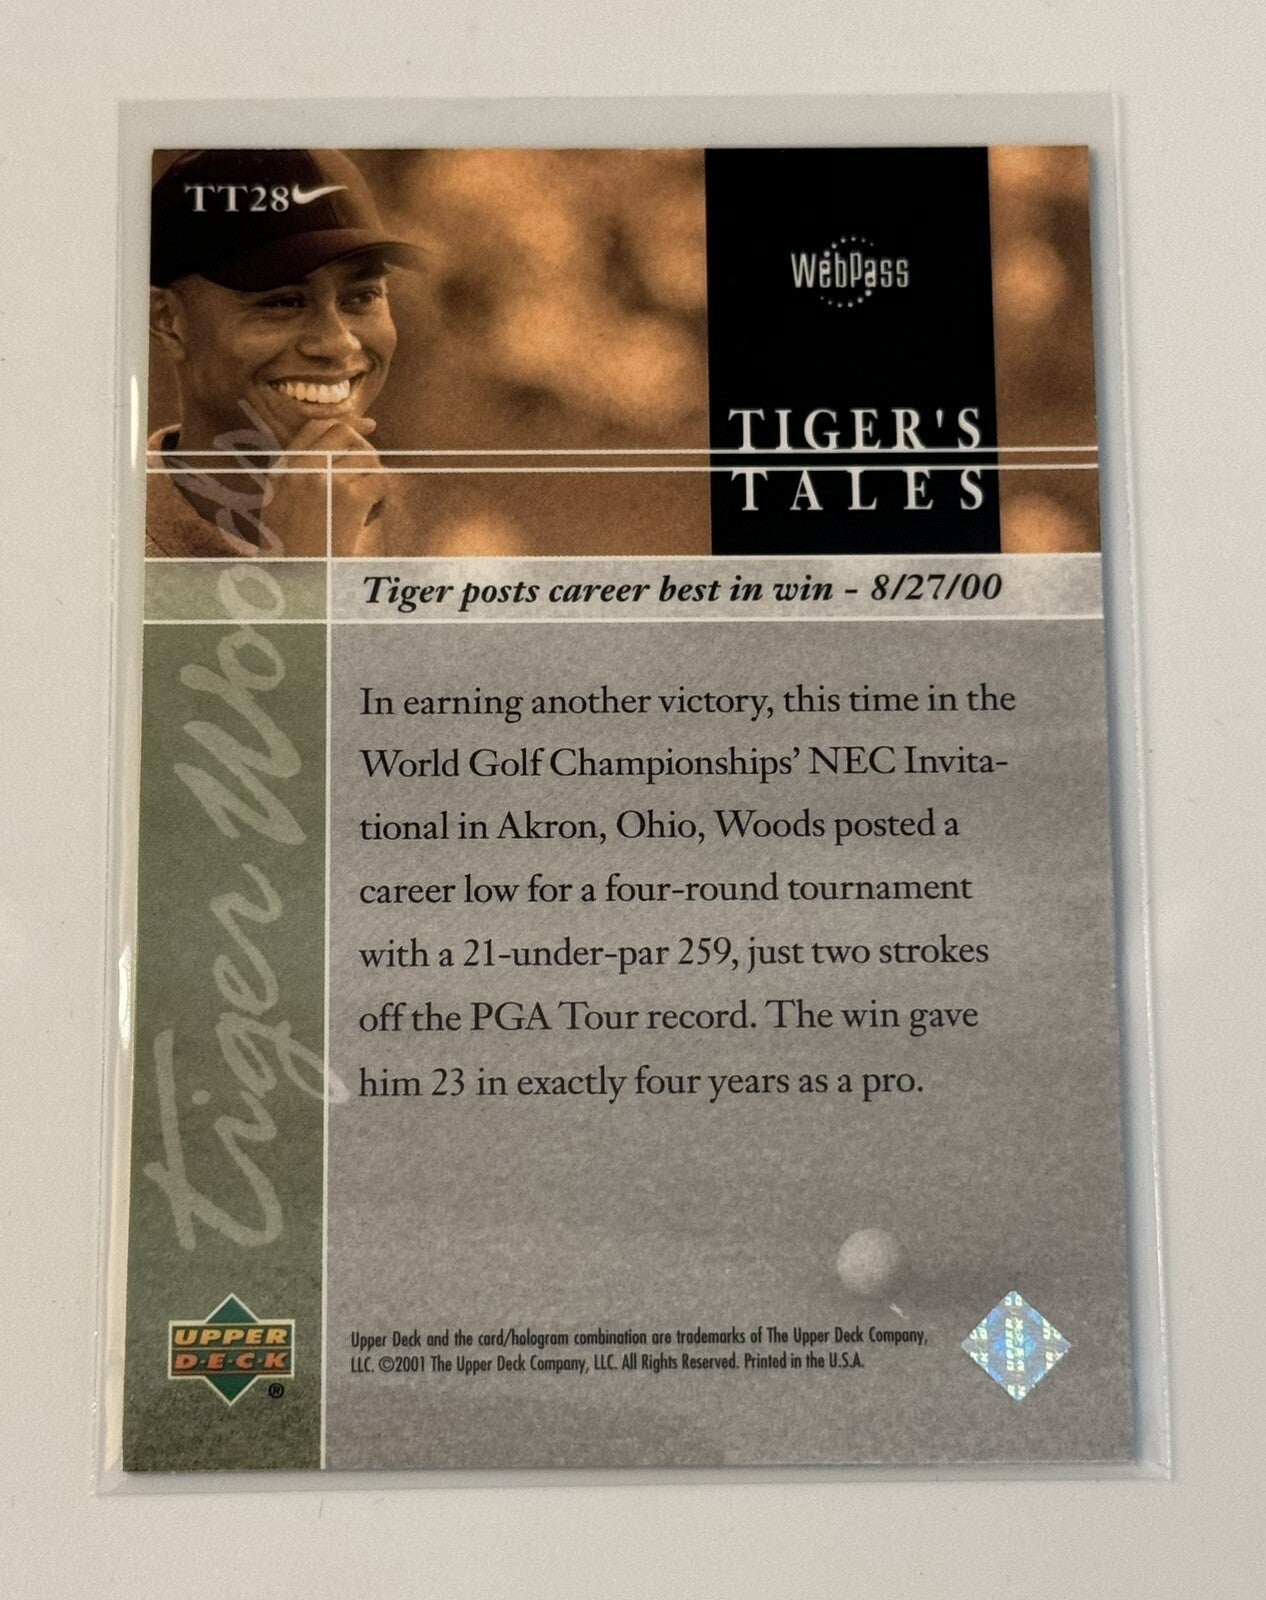 TT28
WebPass
TIGER'S
TALES
Tiger Woods
Tiger posts career best in win - 8/27/00
In earning another victory, this time in the
World Golf Championships' NEC Invita-
tional in Akron, Ohio, Woods posted a
career low for a four-round tournament
with a 21-under-par 259, just two strokes
off the PGA Tour record. The win gave
him 23 in exactly four years as a pro.
UPPER
D·E·C·K
®
Upper Deck and the card/hologram combination are trademarks of The Upper Deck Company,
LLC. ©2001 The Upper Deck Company, LLC. All Rights Reserved. Printed in the U.S.A.
UPPER
DECK